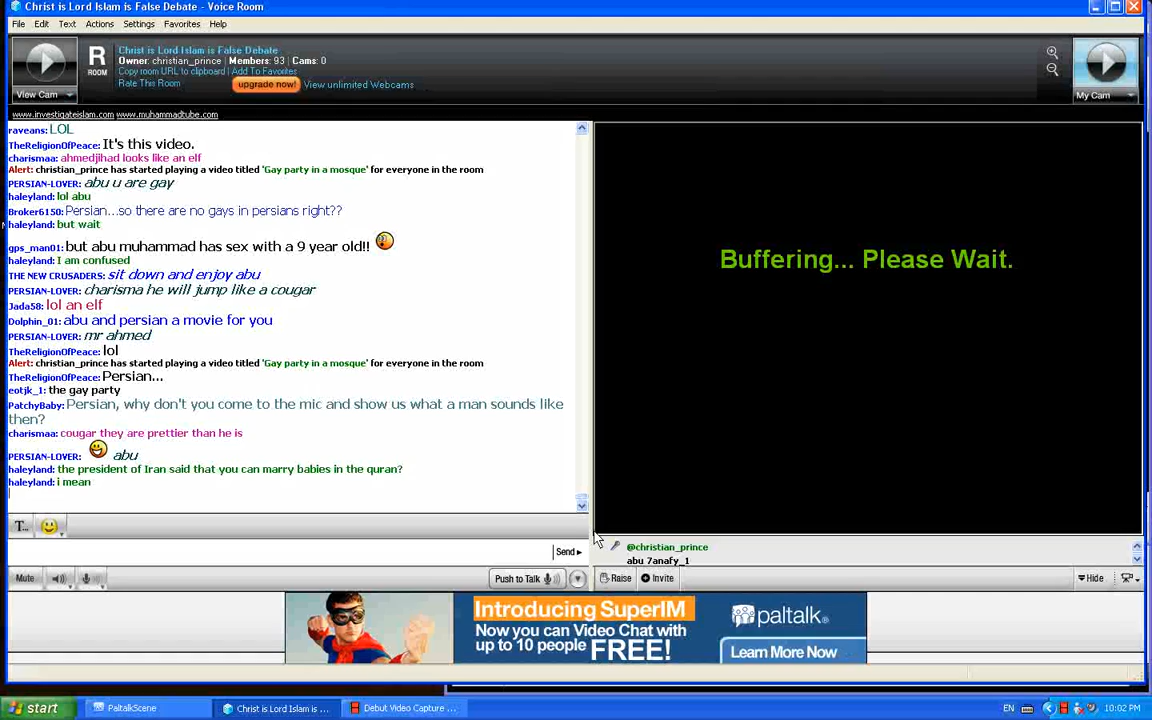 Christ is Lord Islam is False Debate - Voice Room
File Edit Text Actions Settings Favorites Help
Christ is Lord Islam is False Debate
R Owner: christian_prince | Members: 93 | Cams: 0
ROOM Copy room URL to clipboard | Add To Favorites
Rate This Room upgrade now! View unlimited Webcams
View Cam My Cam
www.investigateislam.com www.muhammadtube.com
raveans: LOL
TheReligionOfPeace: It's this video.
charismaa: ahmedjihad looks like an elf
Alert: christian_prince has started playing a video titled 'Gay party in a mosque' for everyone in the room
PERSIAN-LOVER: abu u are gay
haleyland: lol abu
Broker6150: Persian...so there are no gays in persians right??
haleyland: but wait
gps_man01: but abu muhammad has sex with a 9 year old!!
haleyland: I am confused
THE NEW CRUSADERS: sit down and enjoy abu
PERSIAN-LOVER: charisma he will jump like a cougar
Jada58: lol an elf
Dolphin_01: abu and persian a movie for you
PERSIAN-LOVER: mr ahmed
TheReligionOfPeace: lol
Alert: christian_prince has started playing a video titled 'Gay party in a mosque' for everyone in the room
TheReligionOfPeace: Persian...
eotjk_1: the gay party
PatchyBaby: Persian, why don't you come to the mic and show us what a man sounds like
then?
charismaa: cougar they are prettier than he is
PERSIAN-LOVER: abu
haleyland: the president of Iran said that you can marry babies in the quran?
haleyland: i mean
Buffering... Please Wait.
T...
Send
@christian_prince
abu 7anafy_1
Mute Push to Talk Raise Invite Hide
Introducing SuperIM
Now you can Video Chat with
up to 10 people FREE!
paltalk
Learn More Now
start PaltalkScene Christ is Lord Islam is ... Debut Video Capture ... EN 10:02 PM